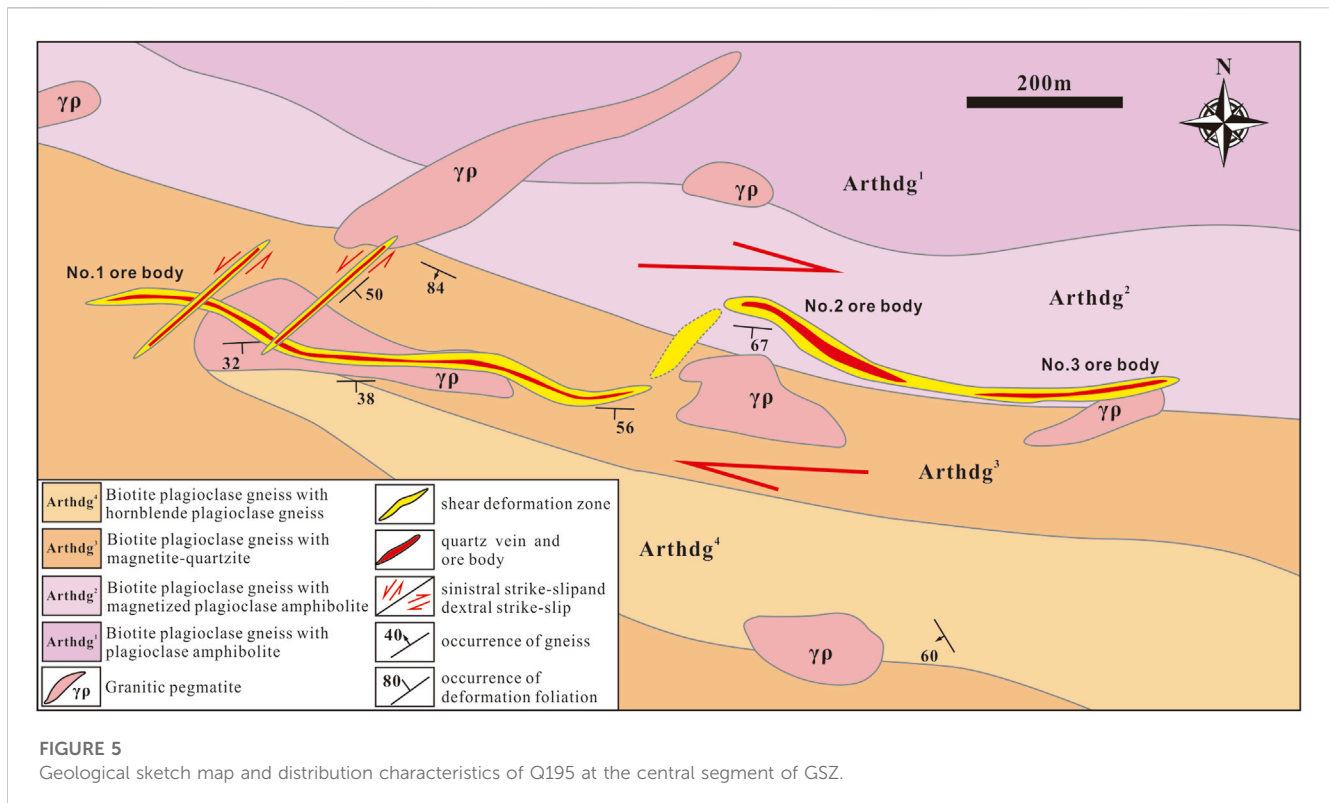 200m
N
γρ
γρ
γρ
Arthdg¹
No.1 ore body
50
84
Arthdg²
No.2 ore body
67
No.3 ore body
32
38
γρ
56
γρ
γρ
Arthdg³
Arthdg⁴
γρ
60
Arthdg⁴ Biotite plagioclase gneiss with
hornblende plagioclase gneiss
Arthdg³ Biotite plagioclase gneiss with
magnetite-quartzite
Arthdg² Biotite plagioclase gneiss with
magnetized plagioclase amphibolite
Arthdg¹ Biotite plagioclase gneiss with
plagioclase amphibolite
γρ Granitic pegmatite
shear deformation zone
quartz vein and
ore body
sinistral strike-slipand
dextral strike-slip
40 occurrence of gneiss
80 occurrence of
deformation foliation
FIGURE 5
Geological sketch map and distribution characteristics of Q195 at the central segment of GSZ.